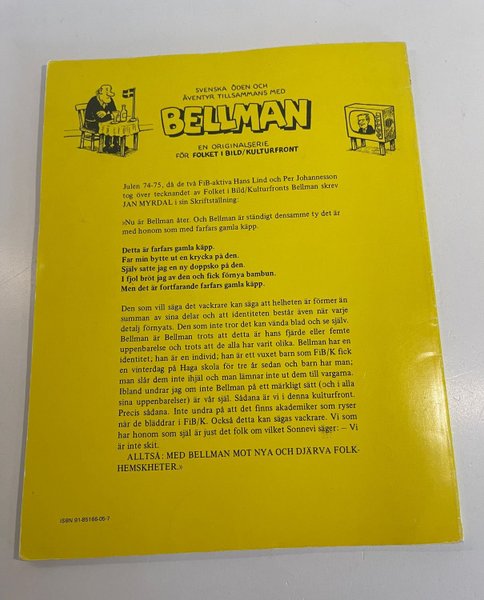 SVENSKA ÖDEN OCH
ÄVENTYR TILLSAMMANS MED
BELLMAN
EN ORIGINALSERIE
FÖR FOLKET I BILD/KULTURFRONT
Julen 74-75, då de två FiB-aktiva Hans Lind och Per Johannesson
tog över tecknandet av Folket i Bild/Kulturfronts Bellman skrev
JAN MYRDAL i sin Skriftställning:
»Nu är Bellman åter. Och Bellman är ständigt densamme ty det är
med honom som med farfars gamla käpp.
Detta är farfars gamla käpp.
Far min bytte ut en krycka på den.
Själv satte jag en ny doppsko på den.
I fjol bröt jag av den och fick förnya bambun.
Men det är fortfarande farfars gamla käpp.
Den som vill säga det vackrare kan säga att helheten är förmer än
summan av sina delar och att identiteten består även när varje
detalj förnyats. Den som inte tror det kan vända blad och se själv.
Bellman är Bellman trots att detta är hans fjärde eller femte
uppenbarelse och trots att de alla har varit olika. Bellman har en
identitet; han är en individ; han är ett vuxet barn som FiB/K fick
en vinterdag på Haga skola för tre år sedan och barn har man;
man slår dem inte ihjäl och man lämnar inte ut dem till vargarna.
Ibland undrar jag om inte Bellman på ett märkligt sätt (och i alla
sina uppenbarelser) är vår själ. Sådana är vi i denna kulturfront.
Precis sådana. Inte undra på att det finns akademiker som ryser
när de bläddrar i FiB/K. Också detta kan sägas vackrare. Vi som
har honom som själ är just det folk om vilket Sonnevi säger: – Vi
är inte skit.
ALLTSÅ: MED BELLMAN MOT NYA OCH DJÄRVA FOLK-
HEMSKHETER.»
ISBN 91-85166-05-7